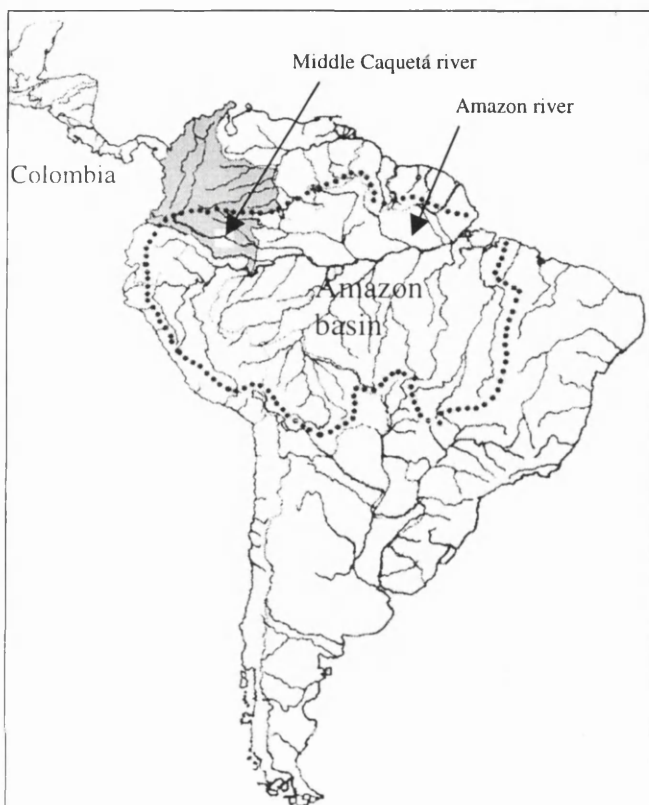 Middle Caquetá river
Amazon river
Colombia
Amazon
basin